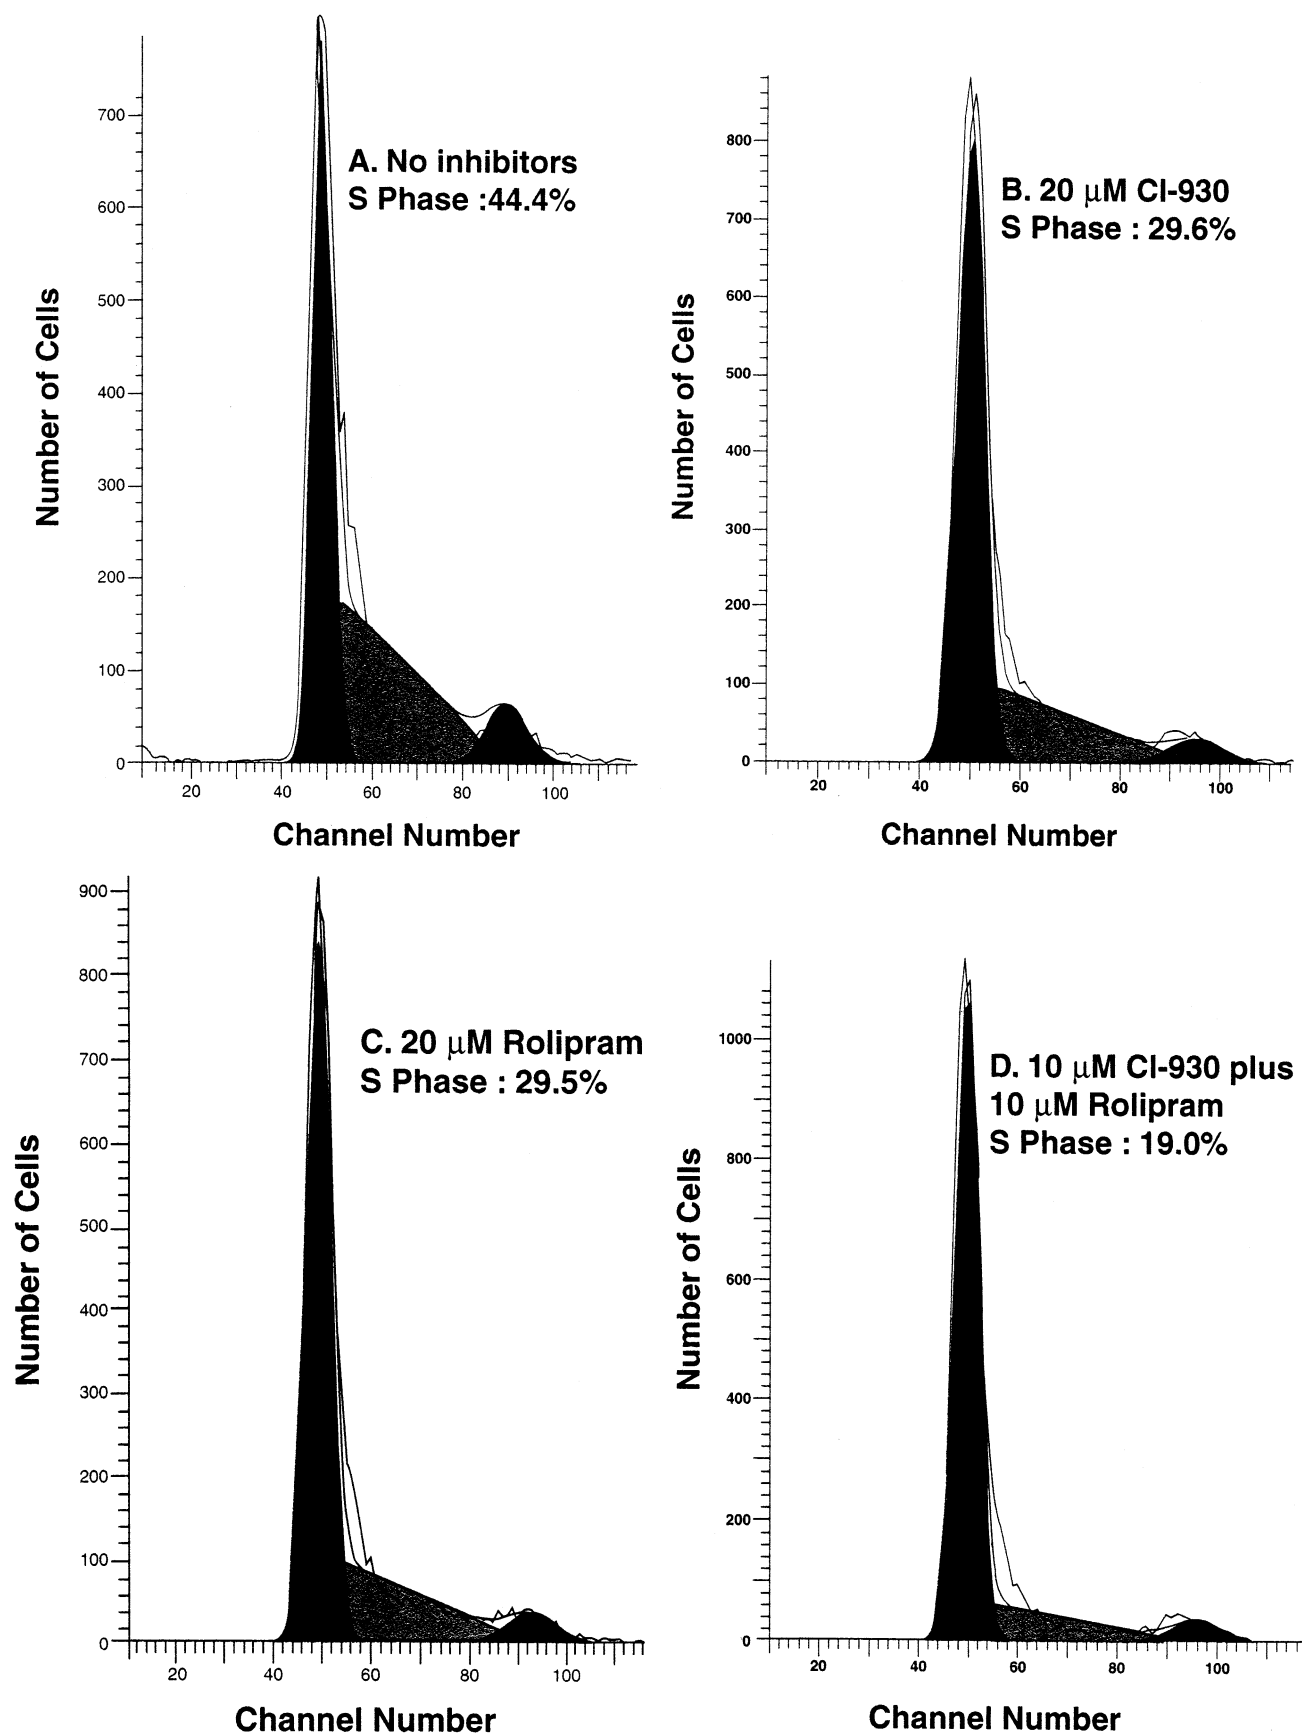 A. No inhibitors
S Phase :44.4%
Number of Cells
700
600
500
400
300
200
100
0
20 40 60 80 100
Channel Number
B. 20 µM CI-930
S Phase : 29.6%
Number of Cells
800
700
600
500
400
300
200
100
0
20 40 60 80 100
Channel Number
C. 20 µM Rolipram
S Phase : 29.5%
Number of Cells
900
800
700
600
500
400
300
200
100
0
20 40 60 80 100
Channel Number
D. 10 µM CI-930 plus
10 µM Rolipram
S Phase : 19.0%
Number of Cells
1000
800
600
400
200
0
20 40 60 80 100
Channel Number